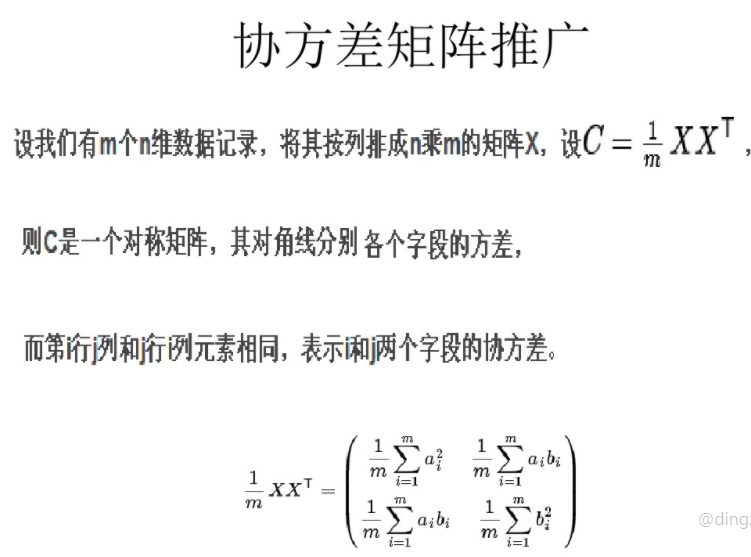 协方差矩阵推广
设我们有m个n维数据记录，将其按列排成n乘m的矩阵X，设C = \frac{1}{m} XX^T，
则C是一个对称矩阵，其对角线分别各个字段的方差，
而第i行j列和j行i列元素相同，表示i和j两个字段的协方差。
\frac{1}{m} XX^T = \begin{pmatrix} \frac{1}{m}\sum_{i=1}^{m} a_i^2 & \frac{1}{m}\sum_{i=1}^{m} a_i b_i \\ \frac{1}{m}\sum_{i=1}^{m} a_i b_i & \frac{1}{m}\sum_{i=1}^{m} b_i^2 \end{pmatrix}